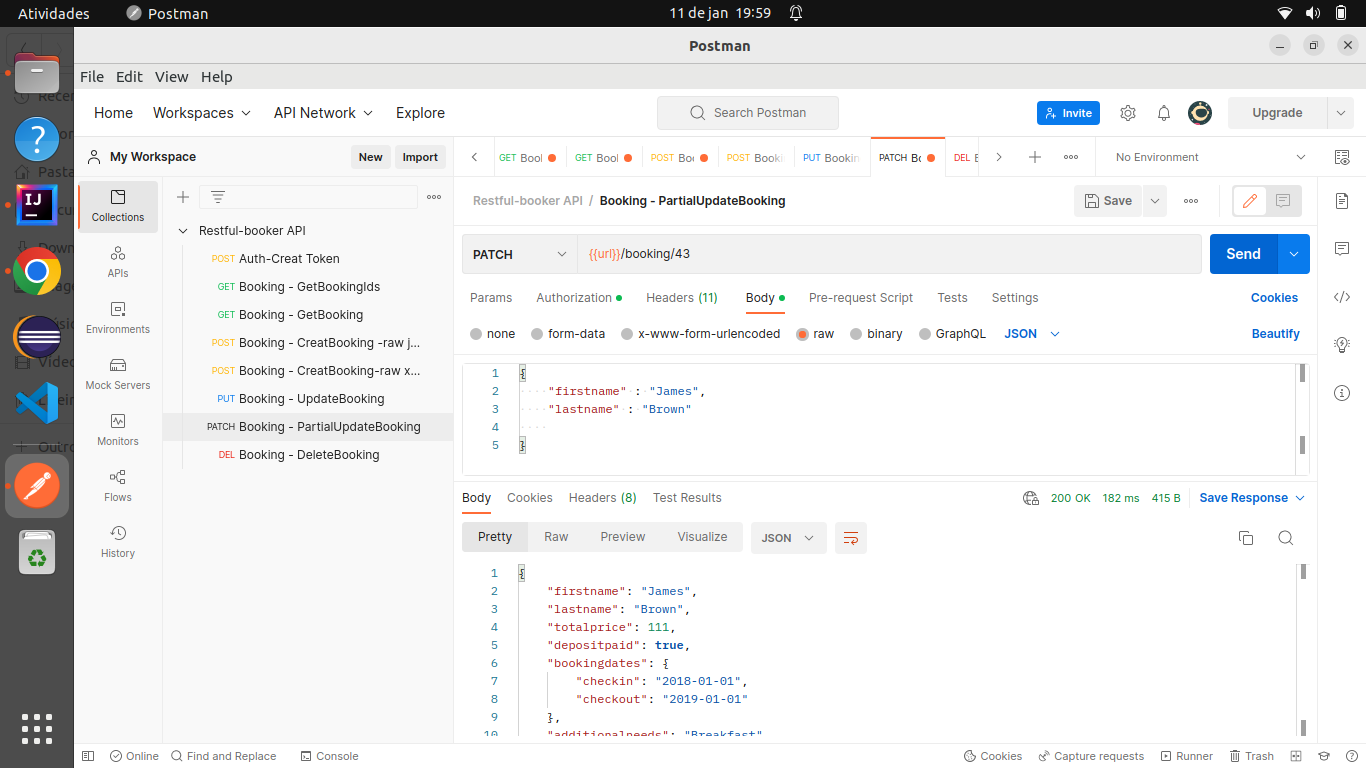 Atividades
Postman
11 de jan 19:59
Postman
File Edit View Help
Home Workspaces API Network Explore
Search Postman
Invite
Upgrade
My Workspace
New Import
GET Bool
GET Bool
POST Boo
POST Booki
PUT Bookin
PATCH Bo
DEL
No Environment
Collections
APIs
Environments
Mock Servers
Monitors
Flows
History
Restful-booker API
POST Auth-Creat Token
GET Booking - GetBookingIds
GET Booking - GetBooking
POST Booking - CreatBooking -raw j...
POST Booking - CreatBooking-raw x...
PUT Booking - UpdateBooking
PATCH Booking - PartialUpdateBooking
DEL Booking - DeleteBooking
Restful-booker API / Booking - PartialUpdateBooking
Save
PATCH
{{url}}/booking/43
Send
Params Authorization Headers (11) Body Pre-request Script Tests Settings Cookies
none form-data x-www-form-urlencoded raw binary GraphQL JSON Beautify
1 {
2 "firstname" : "James",
3 "lastname" : "Brown"
4
5 }
Body Cookies Headers (8) Test Results
200 OK 182 ms 415 B Save Response
Pretty Raw Preview Visualize JSON
1 {
2 "firstname": "James",
3 "lastname": "Brown",
4 "totalprice": 111,
5 "depositpaid": true,
6 "bookingdates": {
7 "checkin": "2018-01-01",
8 "checkout": "2019-01-01"
9 },
10 "additionalneeds": "Breakfast"
Online Find and Replace Console
Cookies Capture requests Runner Trash